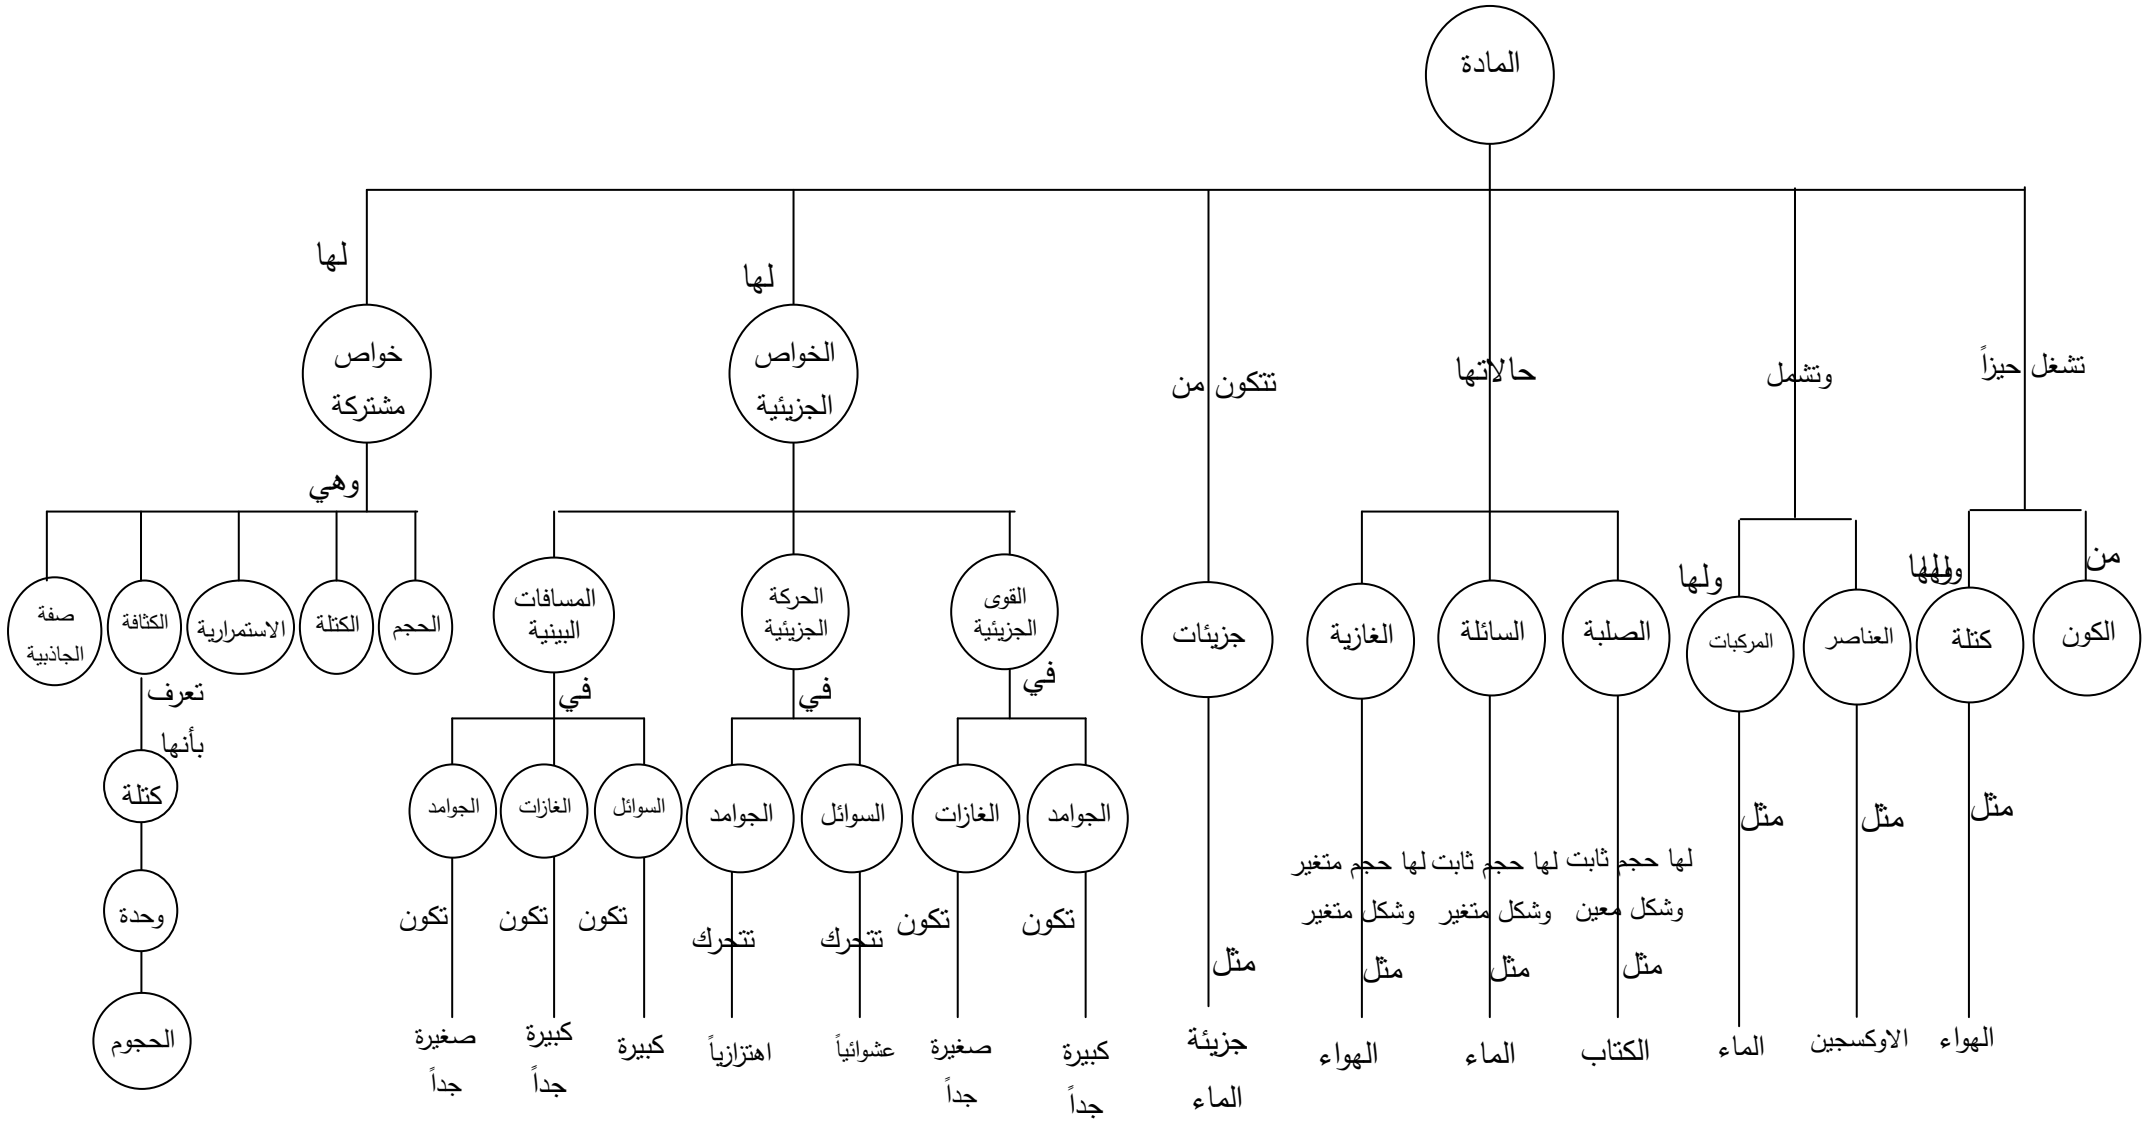 المادة
لها
لها
تتكون من
حالاتها
وتشمل
تشغل حيزاً
خواص
مشتركة
الخواص
الجزيئية
وهي
من
ولها
الكون
كتلة
مثل
الهواء
العناصر
مثل
الاوكسجين
ولها
المركبات
مثل
الماء
الصلبة
لها حجم ثابت
وشكل معين
مثل
الكتاب
السائلة
لها حجم ثابت
وشكل متغير
مثل
الماء
الغازية
لها حجم متغير
وشكل متغير
مثل
الهواء
جزيئات
مثل
جزيئة
الماء
القوى
الجزيئية
في
الجوامد
تكون
كبيرة
جداً
الغازات
تكون
صغيرة
جداً
الحركة
الجزيئية
في
السوائل
تتحرك
عشوائياً
الجوامد
تتحرك
اهتزازياً
المسافات
البينية
في
السوائل
تكون
كبيرة
الغازات
تكون
كبيرة
جداً
الجوامد
تكون
صغيرة
جداً
الحجم
الكتلة
الاستمرارية
الكثافة
تعرف
بأنها
كتلة
وحدة
الحجوم
صفة
الجاذبية